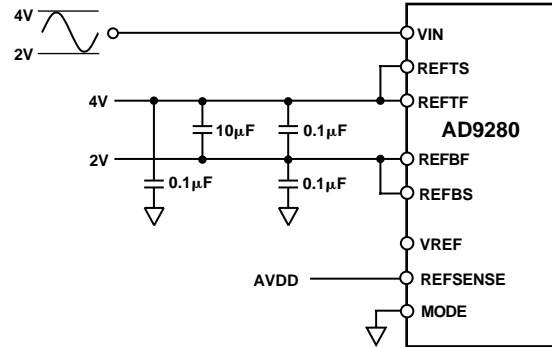 4V
2V
VIN
REFTS
4V
REFTF
10μF
0.1μF
AD9280
2V
REFBF
0.1μF
0.1μF
REFBS
VREF
AVDD
REFSENSE
MODE